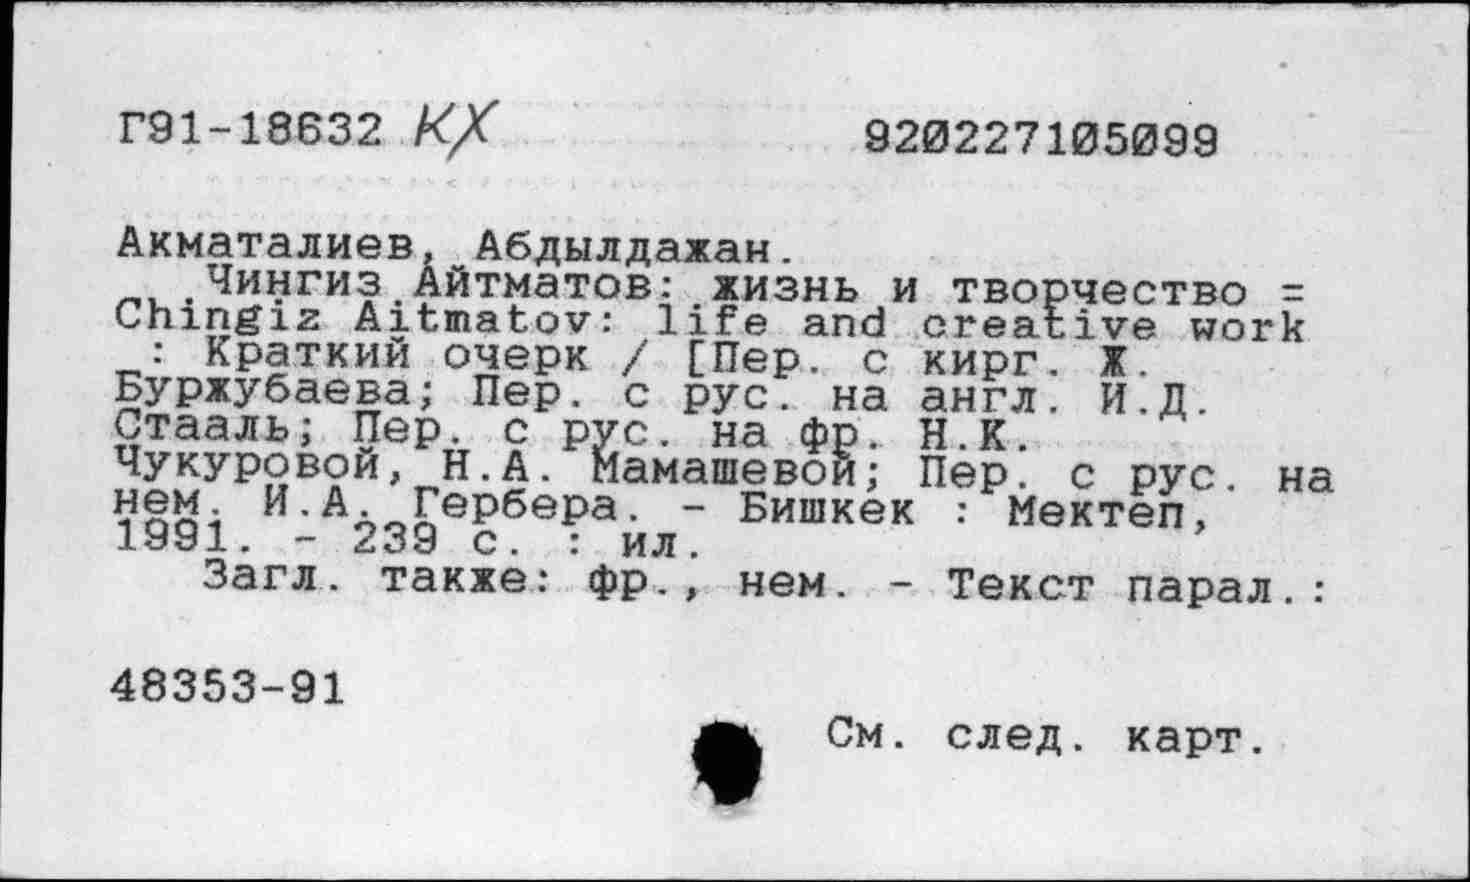 Г91-18632 КХ
920227105099
Акматалиев, Абдылдажан.
Чингиз Айтматов: жизнь и творчество =
Chingiz Aitmatov: life and creative work
: Краткий очерк / [Пер. с кирг. Ж.
Буржубаева; Пер. с рус. на англ. И.Д.
Стааль; Пер. с рус. на фр. Н.К.
Чукуровой, Н.А. Мамашевой; Пер. с рус. на
нем. И.А. Гербера. - Бишкек : Мектеп,
1991. - 239 с. : ил.
Загл. также: фр., нем. - Текст парал.:
48353-91
См. след. карт.